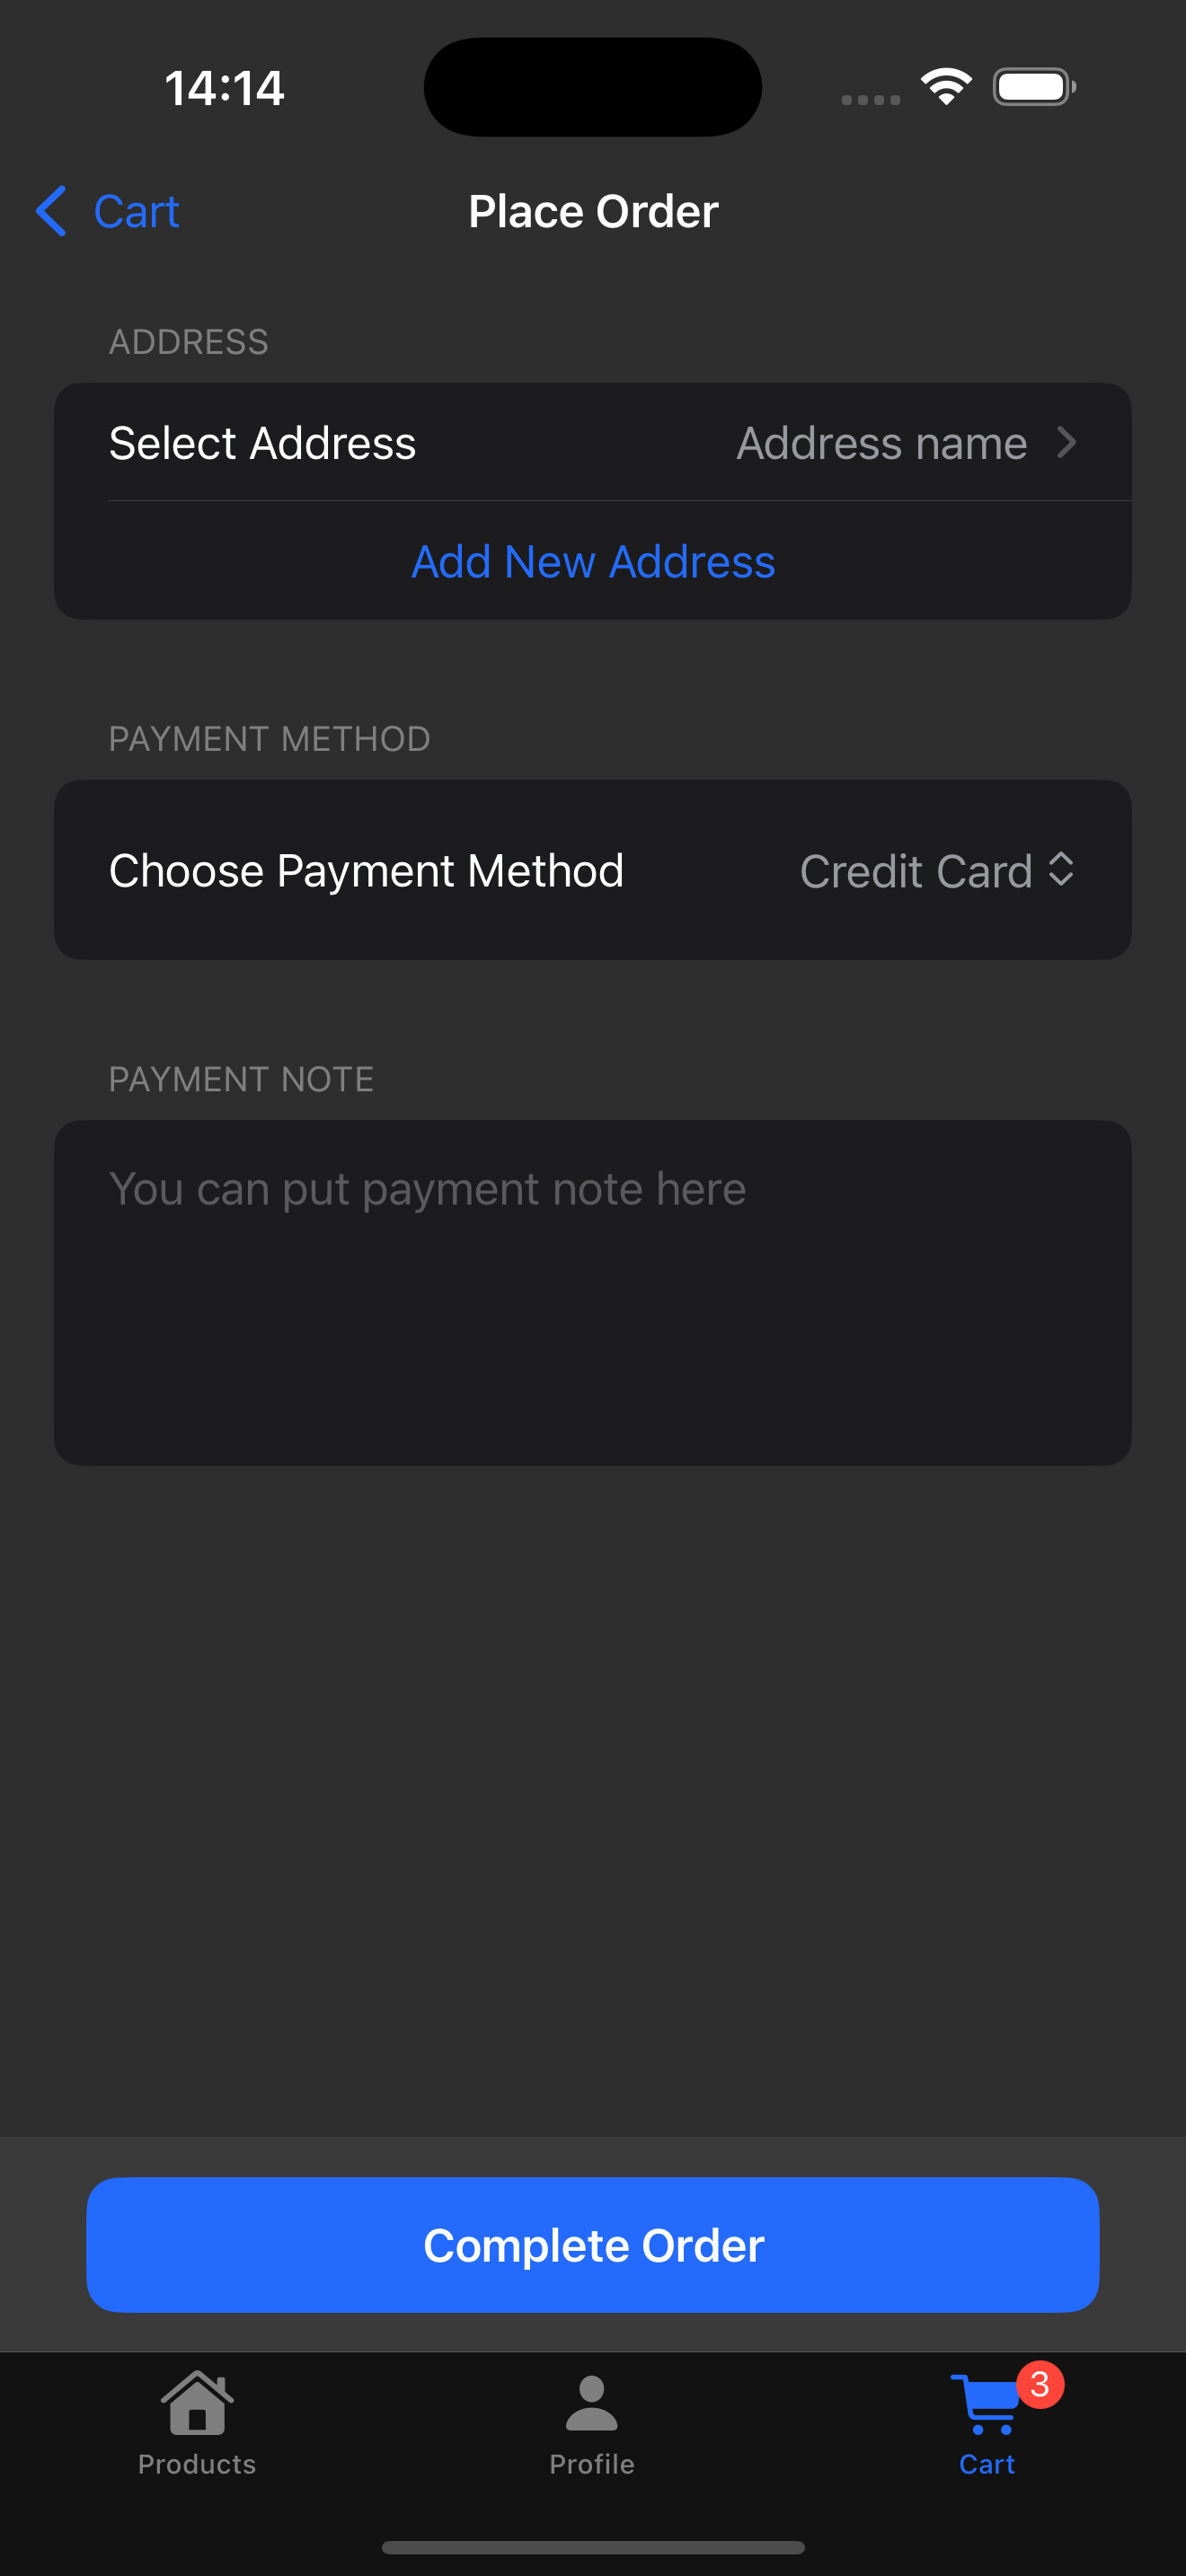 14:14
Cart
Place Order
ADDRESS
Select Address
Address name
Add New Address
PAYMENT METHOD
Choose Payment Method
Credit Card
PAYMENT NOTE
You can put payment note here
Complete Order
3
Products
Profile
Cart